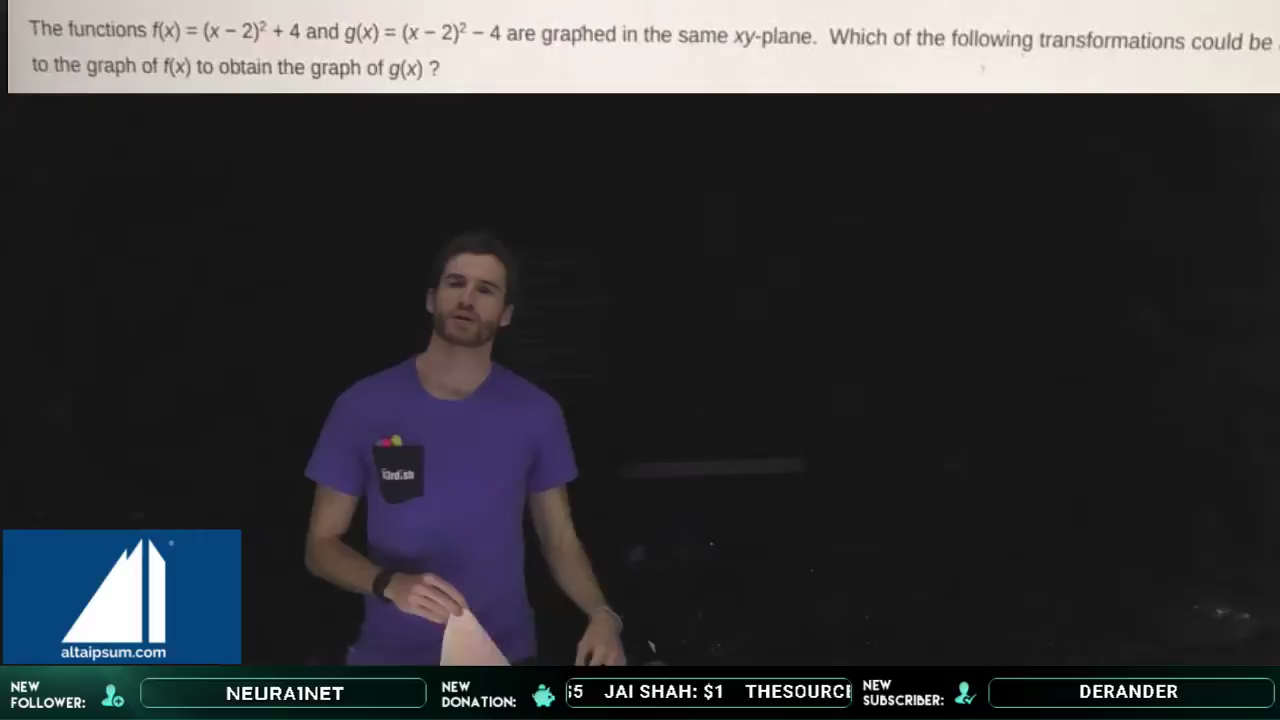 The functions f(x) = (x − 2)² + 4 and g(x) = (x − 2)² − 4 are graphed in the same xy-plane. Which of the following transformations could be
to the graph of f(x) to obtain the graph of g(x) ?
altaipsum.com
NEW FOLLOWER:
NEURA1NET
NEW DONATION:
$5 JAI SHAH: $1 THESOURCE
NEW SUBSCRIBER:
DERANDER